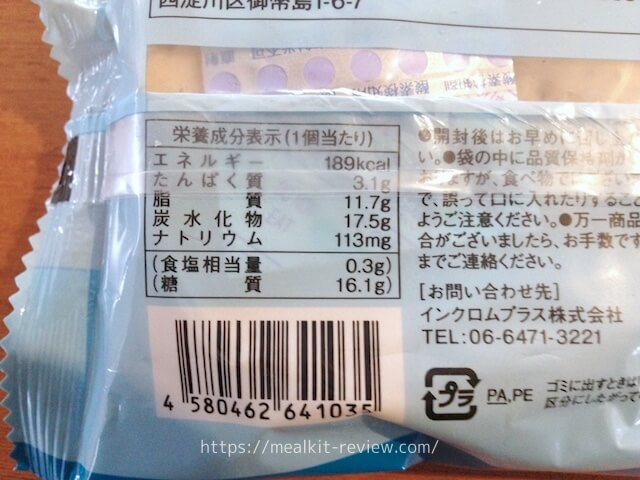 西淀川区御幣島1-6-7
栄養成分表示(1個当たり)
エネルギー 189kcal
たんぱく質 3.1g
脂質 11.7g
炭水化物 17.5g
ナトリウム 113mg
(食塩相当量 0.3g)
(糖質 16.1g)
●開封後はお早めに召し
い。●袋の中に品質保持剤が
おりますが、食べ物では
で、誤って口に入れたりすること
ようご注意ください。●万一商品
合がございましたら、お手数です
までご連絡ください。
[お問い合わせ先]
インクロムプラス株式会社
TEL:06-6471-3221
プラ
PA,PE
ゴミに出すときは
区分にしたがって
4 580462 641035
https://mealkit-review.com/